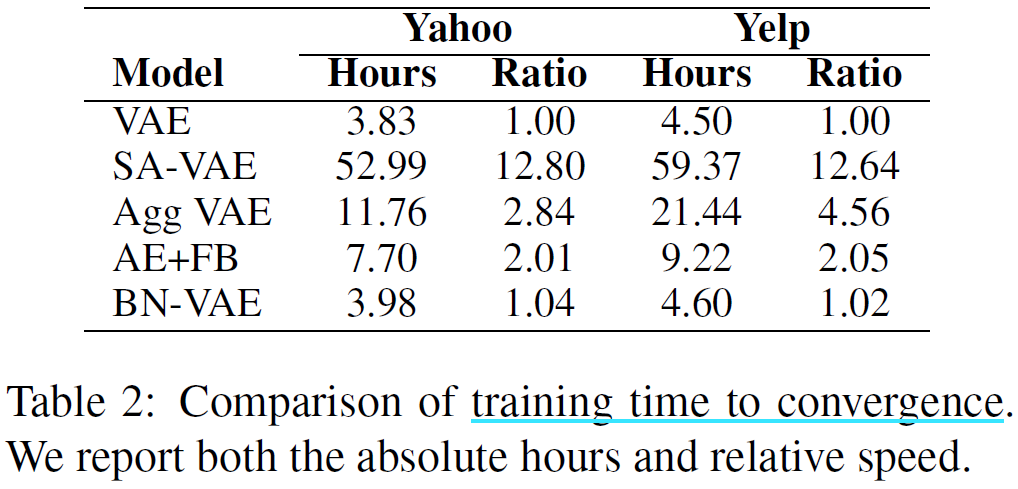 Yahoo Yelp
Model Hours Ratio Hours Ratio
VAE 3.83 1.00 4.50 1.00
SA-VAE 52.99 12.80 59.37 12.64
Agg VAE 11.76 2.84 21.44 4.56
AE+FB 7.70 2.01 9.22 2.05
BN-VAE 3.98 1.04 4.60 1.02
Table 2: Comparison of training time to convergence.
We report both the absolute hours and relative speed.